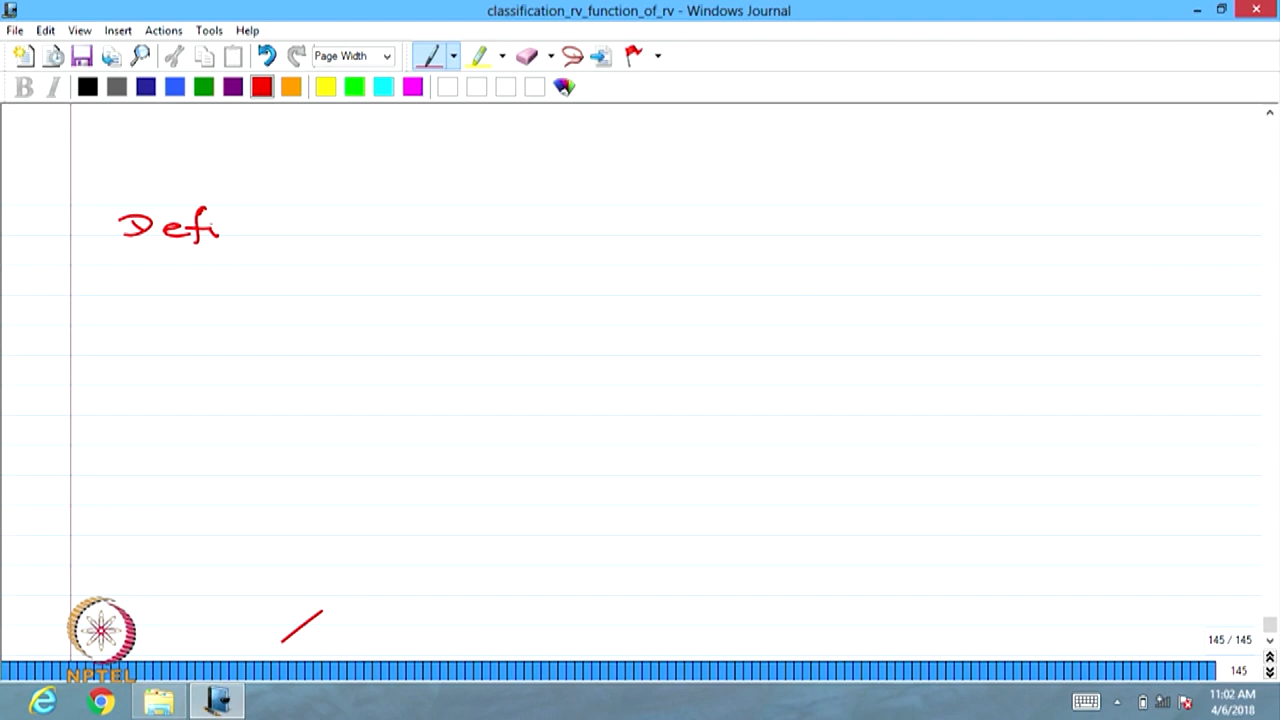 classification_rv_function_of_rv - Windows Journal
File Edit View Insert Actions Tools Help
Page Width
B I
Defi
145 / 145
145
NPTEL
11:02 AM
4/6/2018